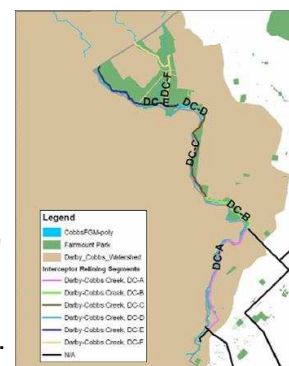 DC-F
DC-E
DC-D
DC-C
DC-B
DC-A
Legend
CobbsFGM-poly
Fairmount Park
Darby_Cobbs_Watershed
Interceptor Relining Segments
Darby-Cobbs Creek, DC-A
Darby-Cobbs Creek, DC-B
Darby-Cobbs Creek, DC-C
Darby-Cobbs Creek, DC-D
Darby-Cobbs Creek, DC-E
Darby-Cobbs Creek, DC-F
N/A